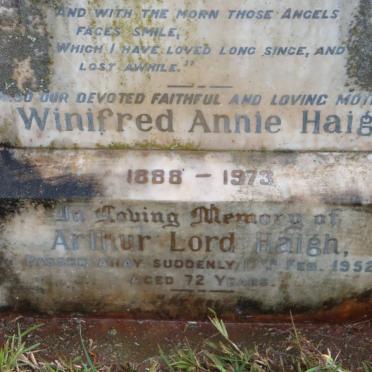 AND WITH THE MORN THOSE ANGELS
FACES SMILE,
WHICH I HAVE LOVED LONG SINCE, AND
LOST AWHILE."
OUR DEVOTED FAITHFUL AND LOVING
Winifred Annie Haig
1888 - 1973
In Loving Memory of
Arthur Lord Haigh,
PASSED AWAY SUDDENLY FEB. 1952
AGED 72 YEARS.